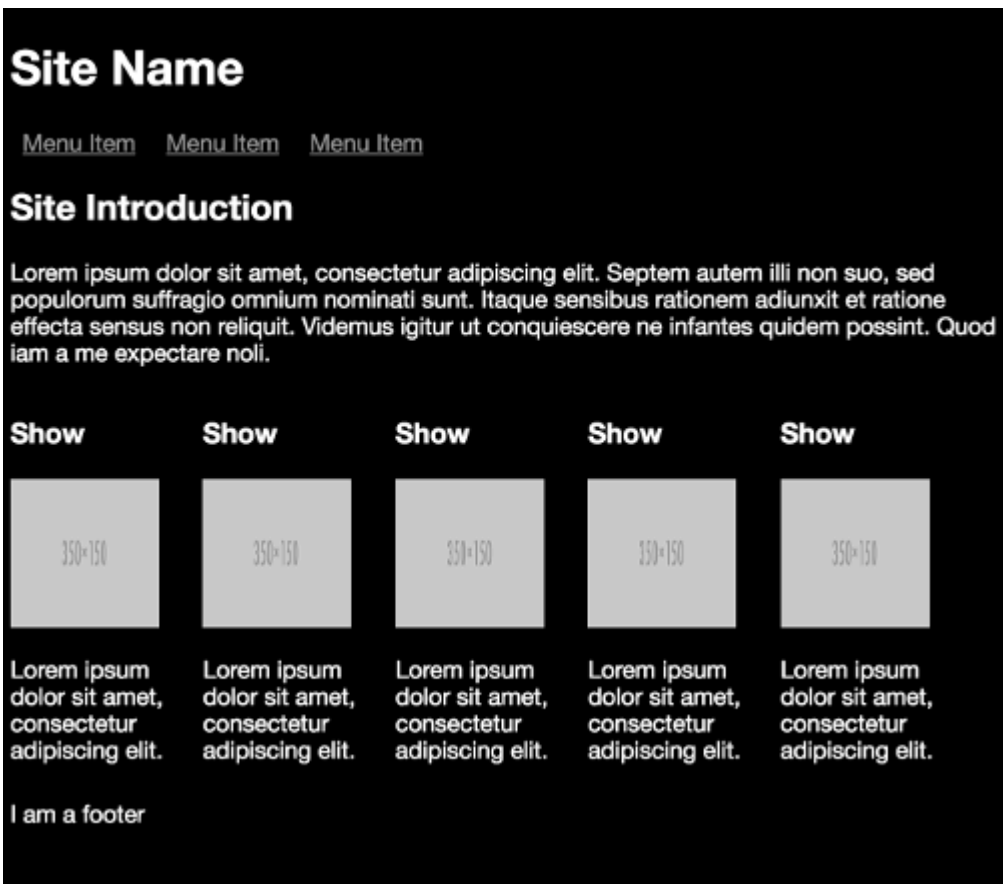 Site Name
Menu Item Menu Item Menu Item
Site Introduction
Lorem ipsum dolor sit amet, consectetur adipiscing elit. Septem autem illi non suo, sed
populorum suffragio omnium nominati sunt. Itaque sensibus rationem adiunxit et ratione
effecta sensus non reliquit. Videmus igitur ut conquiescere ne infantes quidem possint. Quod
iam a me expectare noli.
Show Show Show Show Show
350×150 350×150 350×150 350×150 350×150
Lorem ipsum Lorem ipsum Lorem ipsum Lorem ipsum Lorem ipsum
dolor sit amet, dolor sit amet, dolor sit amet, dolor sit amet, dolor sit amet,
consectetur consectetur consectetur consectetur consectetur
adipiscing elit. adipiscing elit. adipiscing elit. adipiscing elit. adipiscing elit.
I am a footer